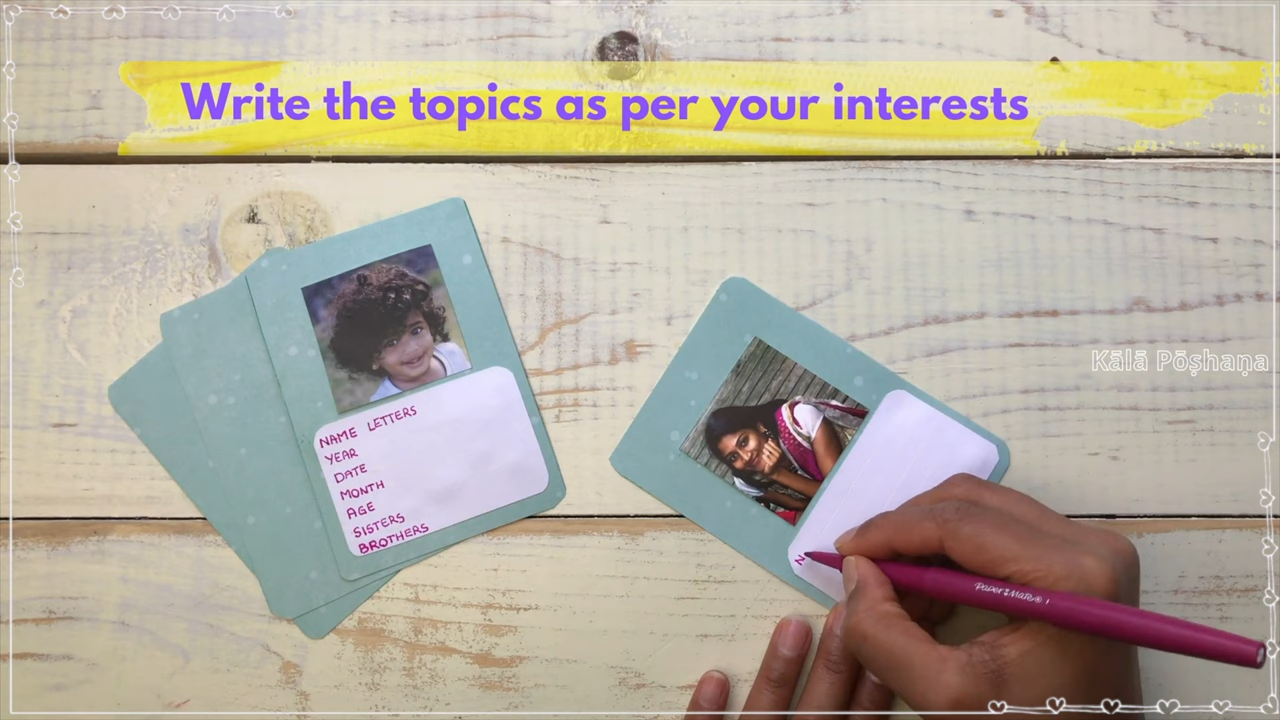 Write the topics as per your interests
Kālā Pōṣhaṇa
NAME LETTERS
YEAR
DATE
MONTH
AGE
SISTERS
BROTHERS
N
Paper Mate®